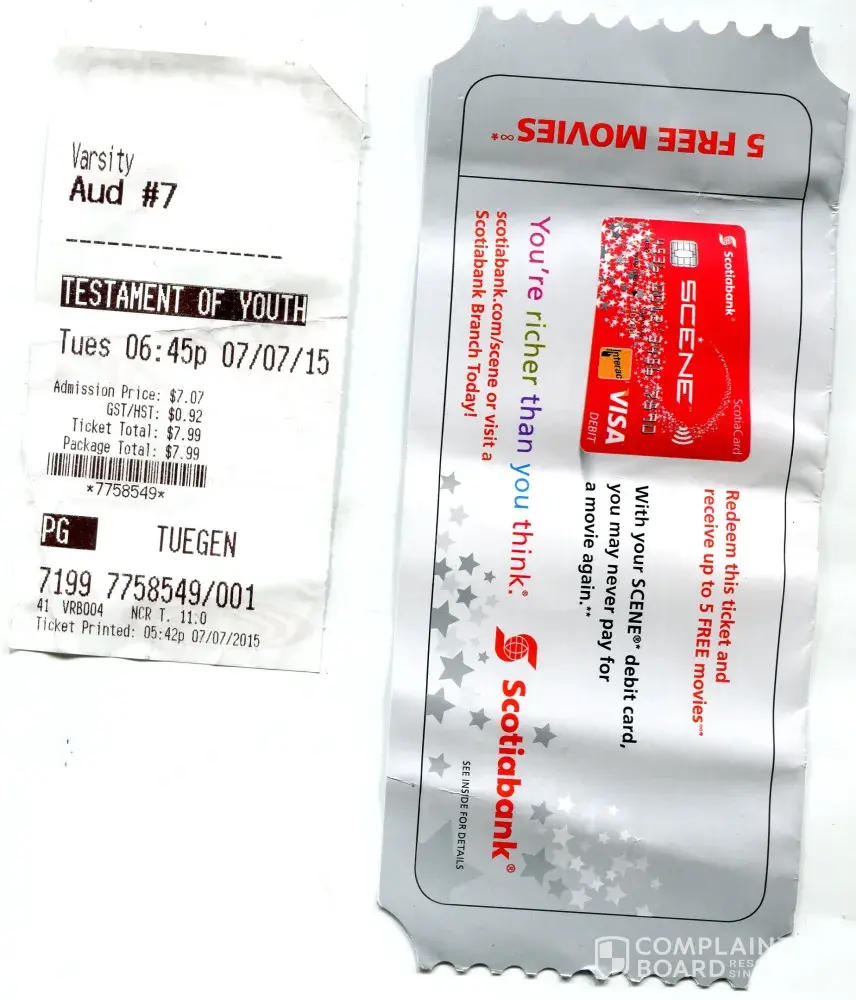 Varsity
Aud #7
TESTAMENT OF YOUTH
Tues 06:45p 07/07/15
Admission Price: $7.07
GST/HST: $0.92
Ticket Total: $7.99
Package Total: $7.99
*7758549*
PG TUEGEN
7199 7758549/001
41 VRB004 NCR T. 11.0
Ticket Printed: 05:42p 07/07/2015
5 FREE MOVIES∞*
Redeem this ticket and
receive up to 5 FREE movies∞*
Scotiabank®
SCENE
ScotiaCard
Interac
VISA
DEBIT
With your SCENE®* debit card,
you may never pay for
a movie again.**
You're richer than you think.®
scotiabank.com/scene or visit a
Scotiabank Branch Today!
Scotiabank®
SEE INSIDE FOR DETAILS
COMPLAIN
BOARD
RES
SIN